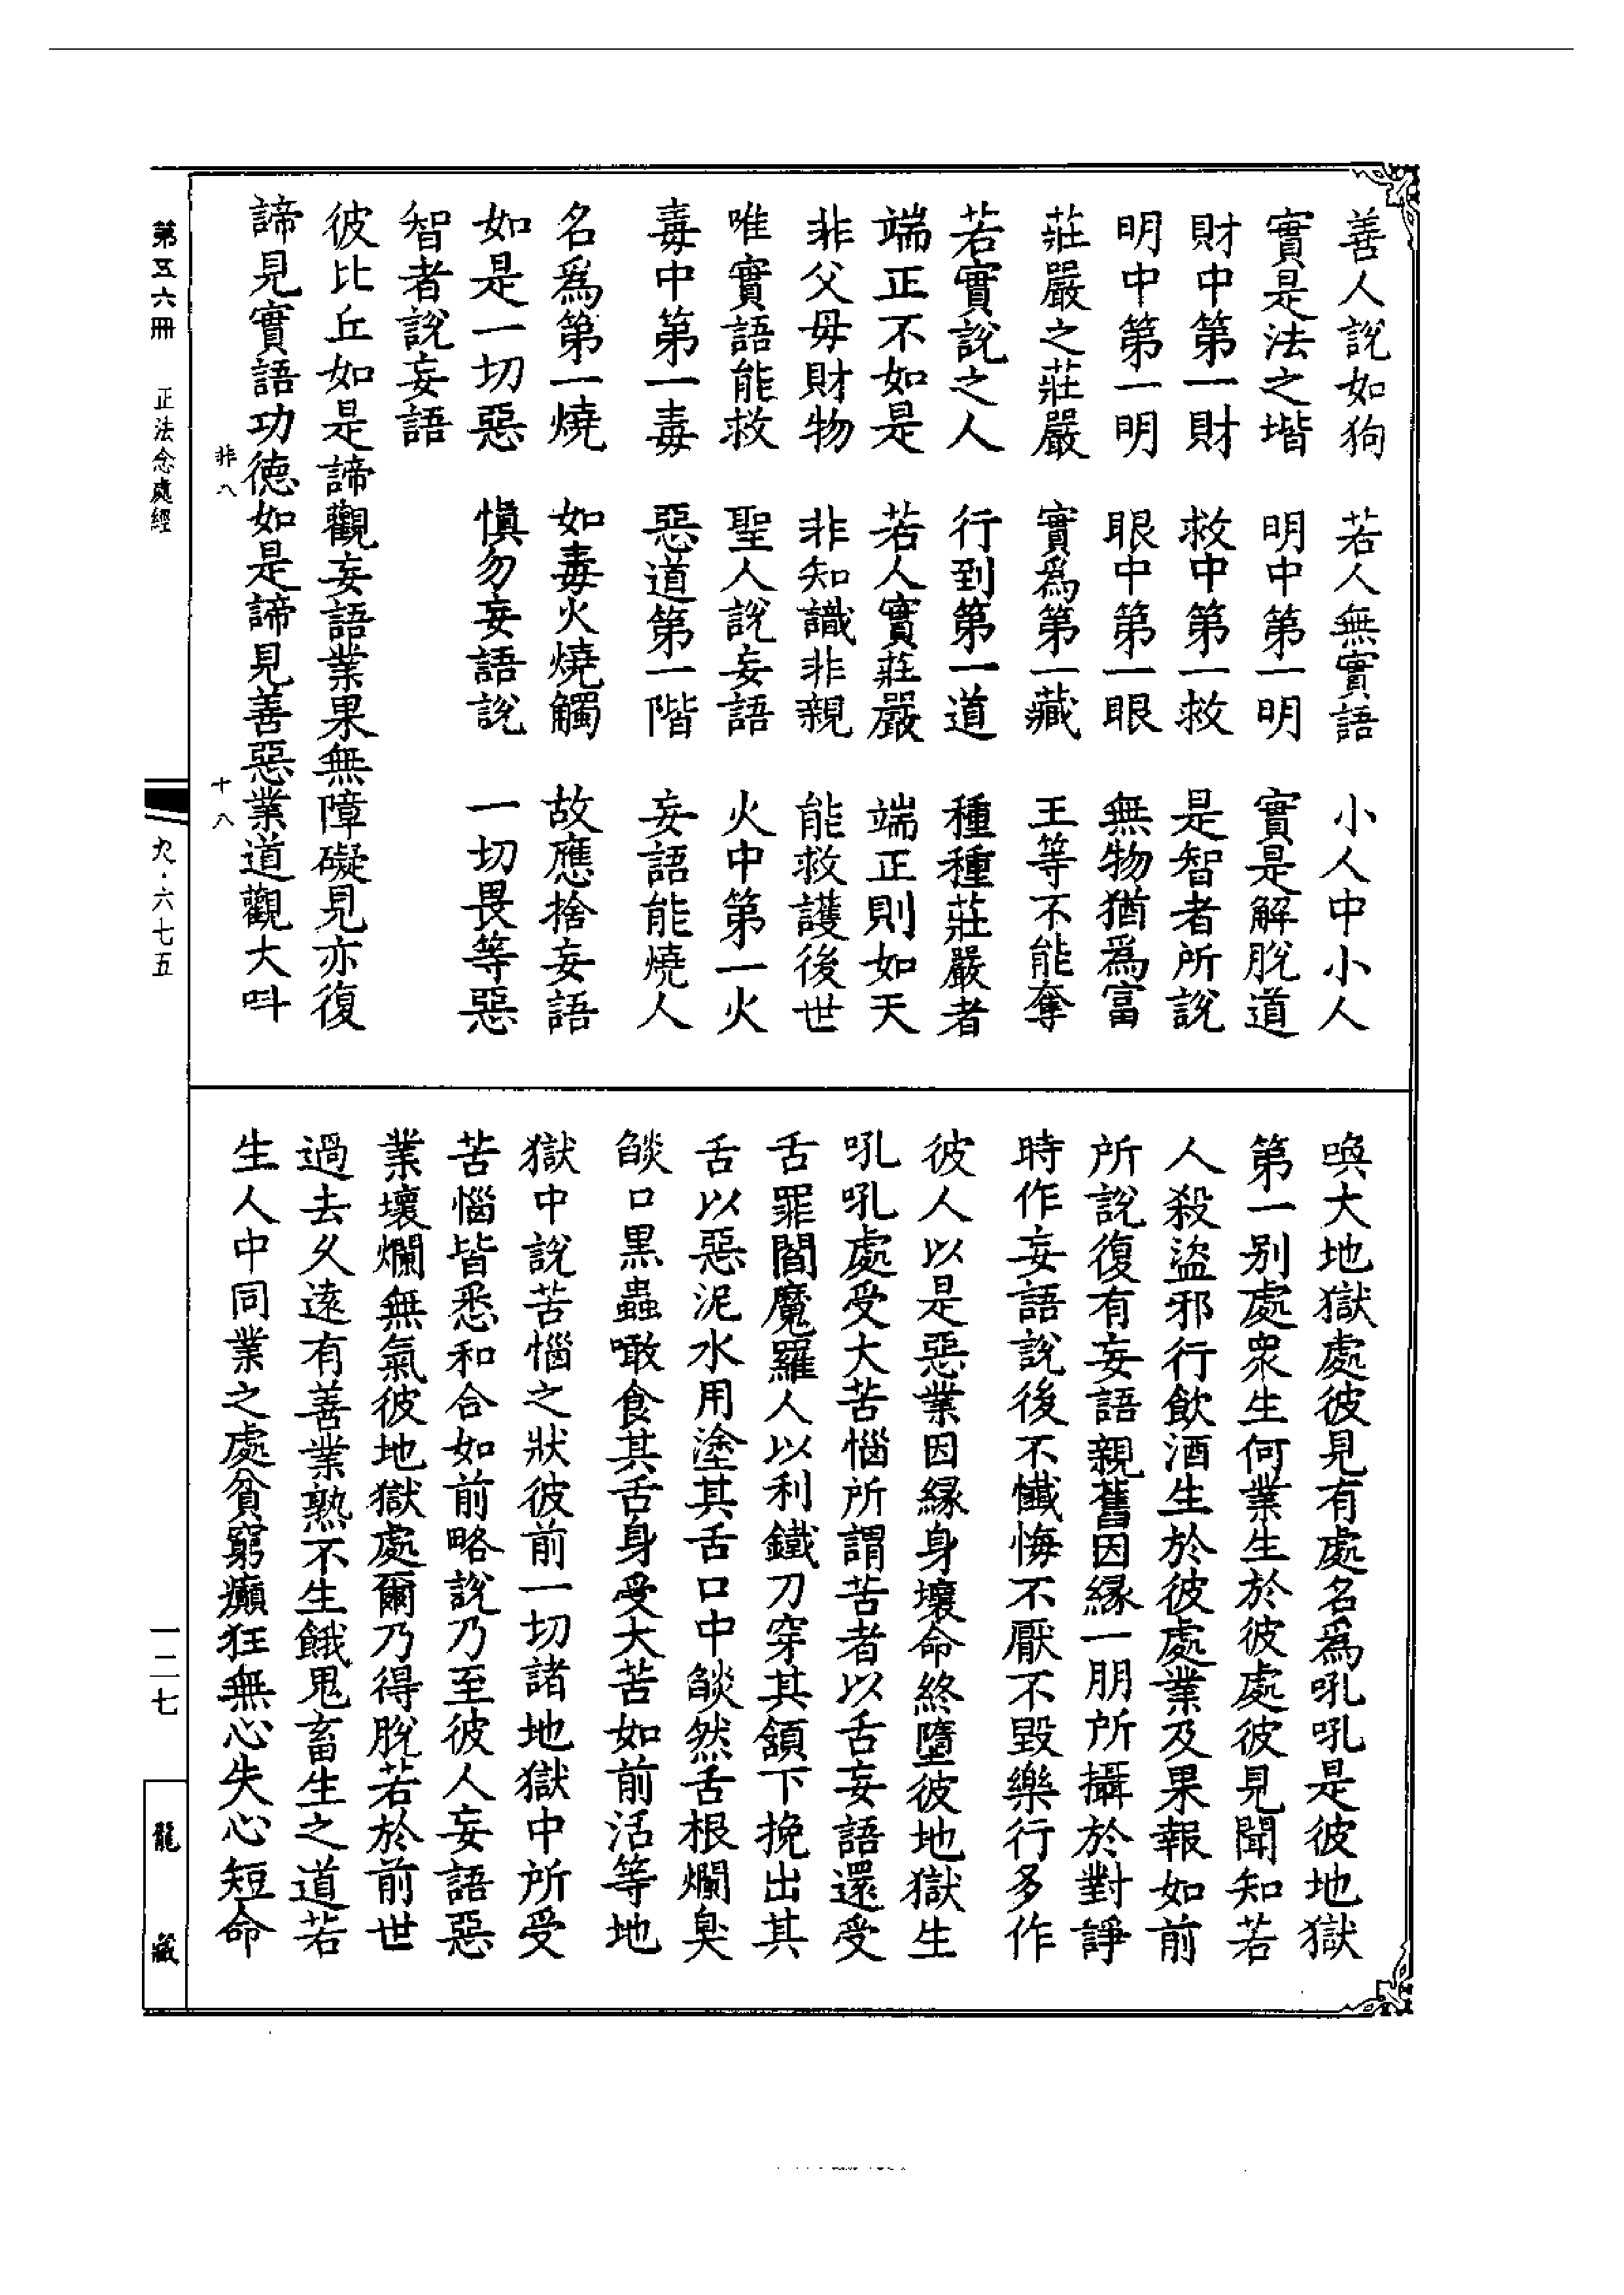 善人說如狗　若人無實語　小人中小人
實是法之堦　明中第一明　實是解脫道
財中第一財　救中第一救　是智者所說
明中第一明　眼中第一眼　無物猶為富
莊嚴之莊嚴　實為第一藏　王等不能奪
若實說之人　行到第一道　種種莊嚴者
端正不如是　若人實莊嚴　端正則如天
非父母財物　非知識非親　能救護後世
唯實語能救　聖人說妄語　火中第一火
毒中第一毒　惡道第一階　妄語能燒人
名為第一燒　如毒火燒觸　故應捨妄語
如是一切惡　慎勿妄語說　一切畏等惡
智者說妄語
彼比丘如是諦觀妄語業果無障礙見亦復
諦見實語功德如是諦見善惡業道觀大呌
喚大地獄處彼見有處名為吼吼是彼地獄
第一別處眾生何業生於彼處彼見聞知若
人殺盜邪行飲酒生於彼處業及果報如前
所說復有妄語親舊因緣一朋所攝於對諍
時作妄語說後不懺悔不厭不毀樂行多作
彼人以是惡業因緣身壞命終墮彼地獄生
吼吼處受大苦惱所謂苦者以舌妄語還受
舌罪閻魔羅人以利鐵刀穿其頷下挽出其
舌以惡泥水用塗其舌口中燄然舌根爛臭
燄口黑蟲噉食其舌身受大苦如前活等地
獄中說苦惱之狀彼前一切諸地獄中所受
苦惱皆悉和合如前略說乃至彼人妄語惡
業壞爛無氣彼地獄處爾乃得脫若於前世
過去久遠有善業熟不生餓鬼畜生之道若
生人中同業之處貧窮癲狂無心失心短命
第五六冊　正法念處經
非八　十八
九・六七五
一二七
龍藏